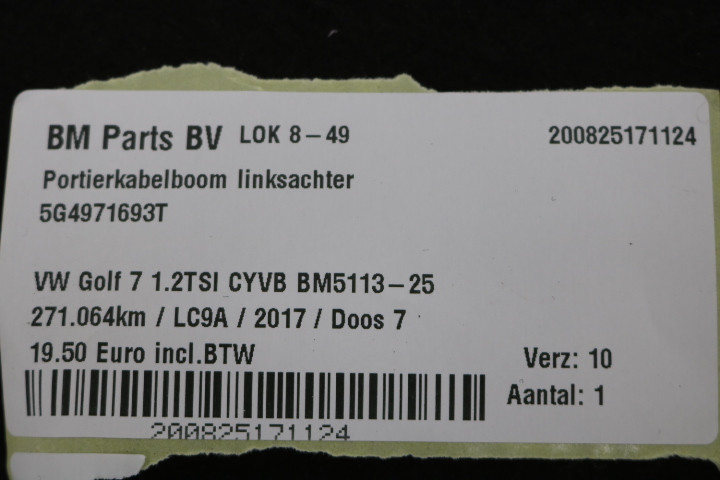 BM Parts BV LOK 8-49 200825171124
Portierkabelboom linksachter
5G4971693T
VW Golf 7 1.2TSI CYVB BM5113-25
271.064km / LC9A / 2017 / Doos 7
19.50 Euro incl.BTW Verz: 10
Aantal: 1
200825171124